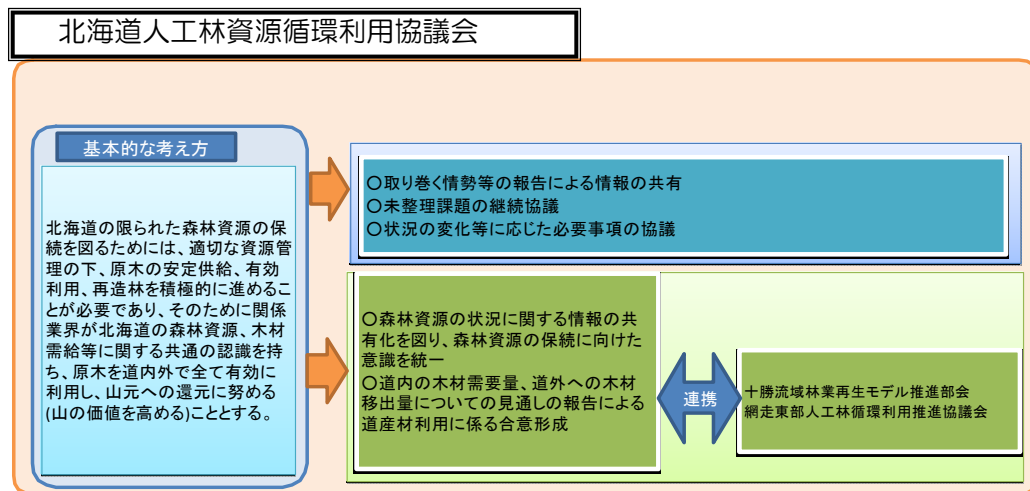 北海道人工林資源循環利用協議会
基本的な考え方
北海道の限られた森林資源の保
続を図るためには、適切な資源管
理の下、原木の安定供給、有効
利用、再造林を積極的に進めるこ
とが必要であり、そのために関係
業界が北海道の森林資源、木材
需給等に関する共通の認識を持
ち、原木を道内外で全て有効に
利用し、山元への還元に努める
(山の価値を高める)こととする。
〇取り巻く情勢等の報告による情報の共有
〇未整理課題の継続協議
〇状況の変化等に応じた必要事項の協議
〇森林資源の状況に関する情報の共
有化を図り、森林資源の保続に向けた
意識を統一
〇道内の木材需要量、道外への木材
移出量についての見通しの報告による
道産材利用に係る合意形成
連携
十勝流域林業再生モデル推進部会
網走東部人工林循環利用推進協議会